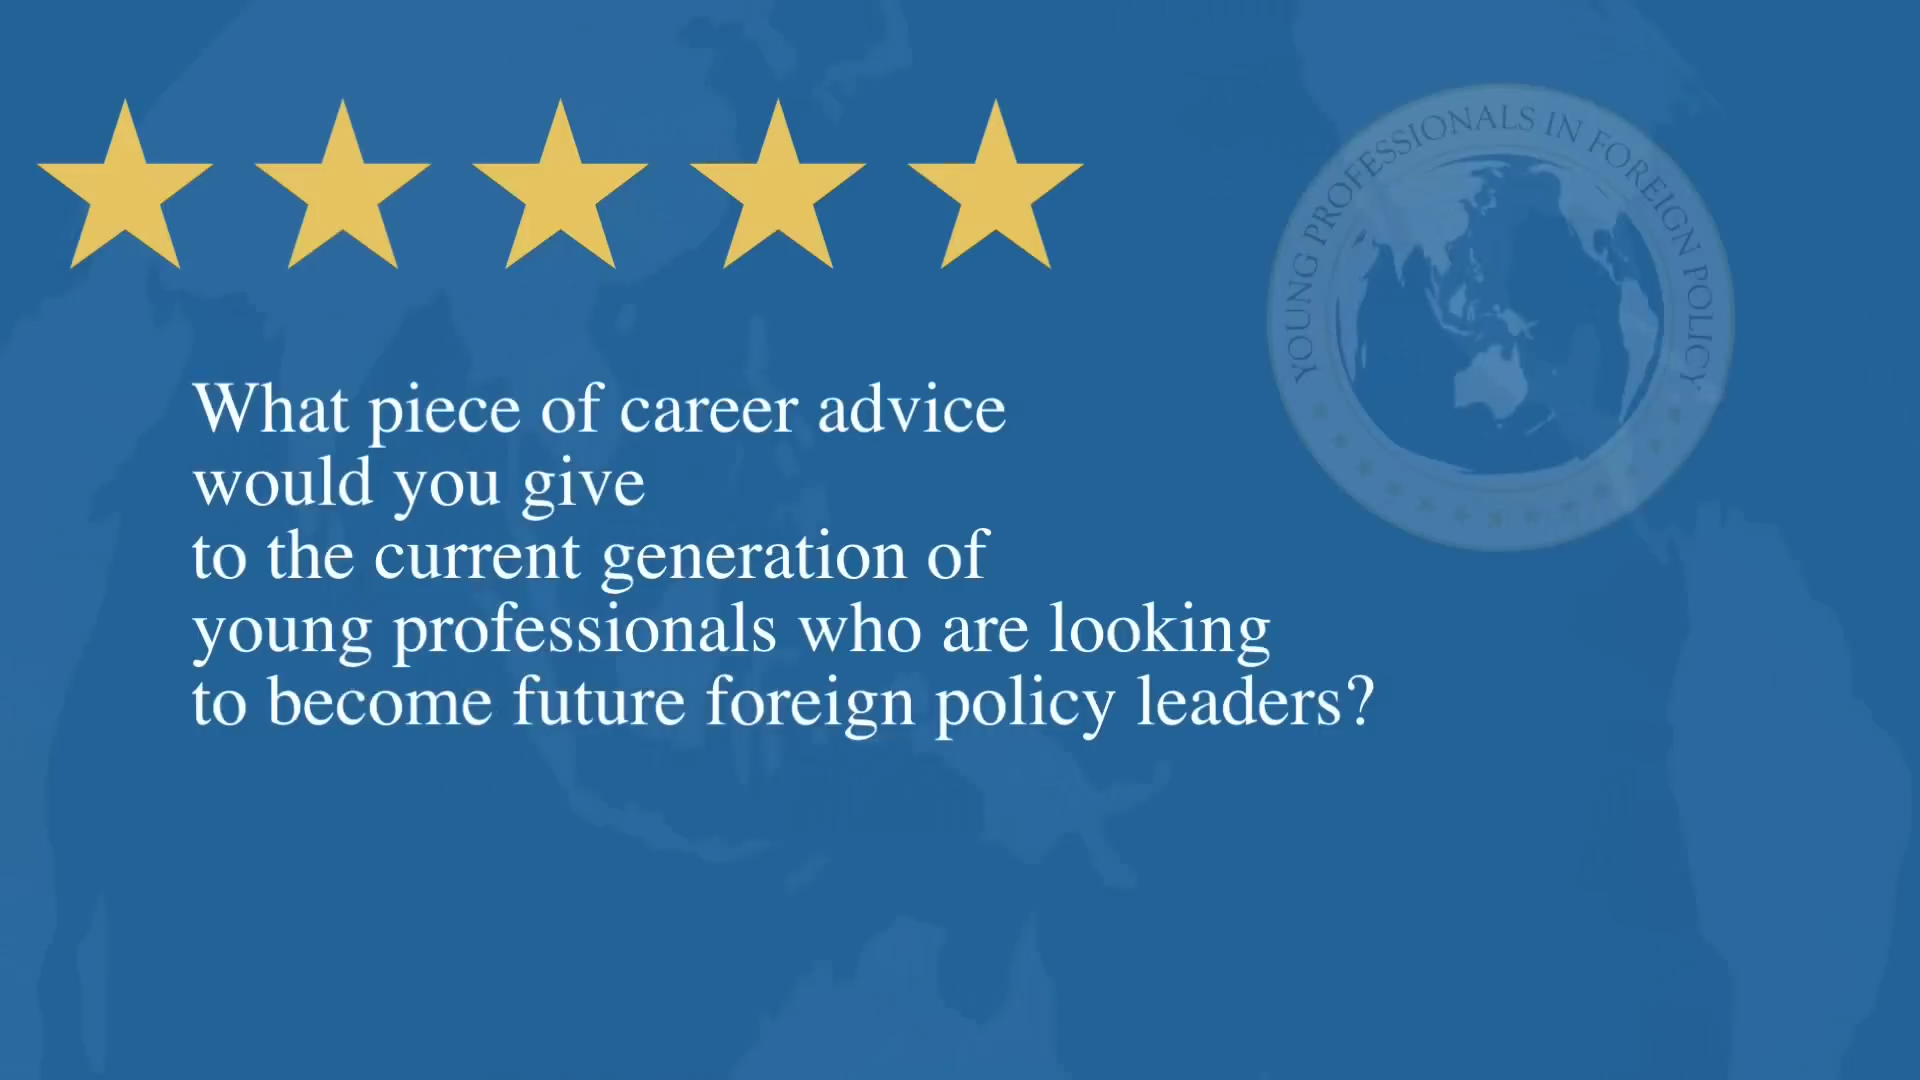 YOUNG PROFESSIONALS IN FOREIGN POLICY
What piece of career advice
would you give
to the current generation of
young professionals who are looking
to become future foreign policy leaders?